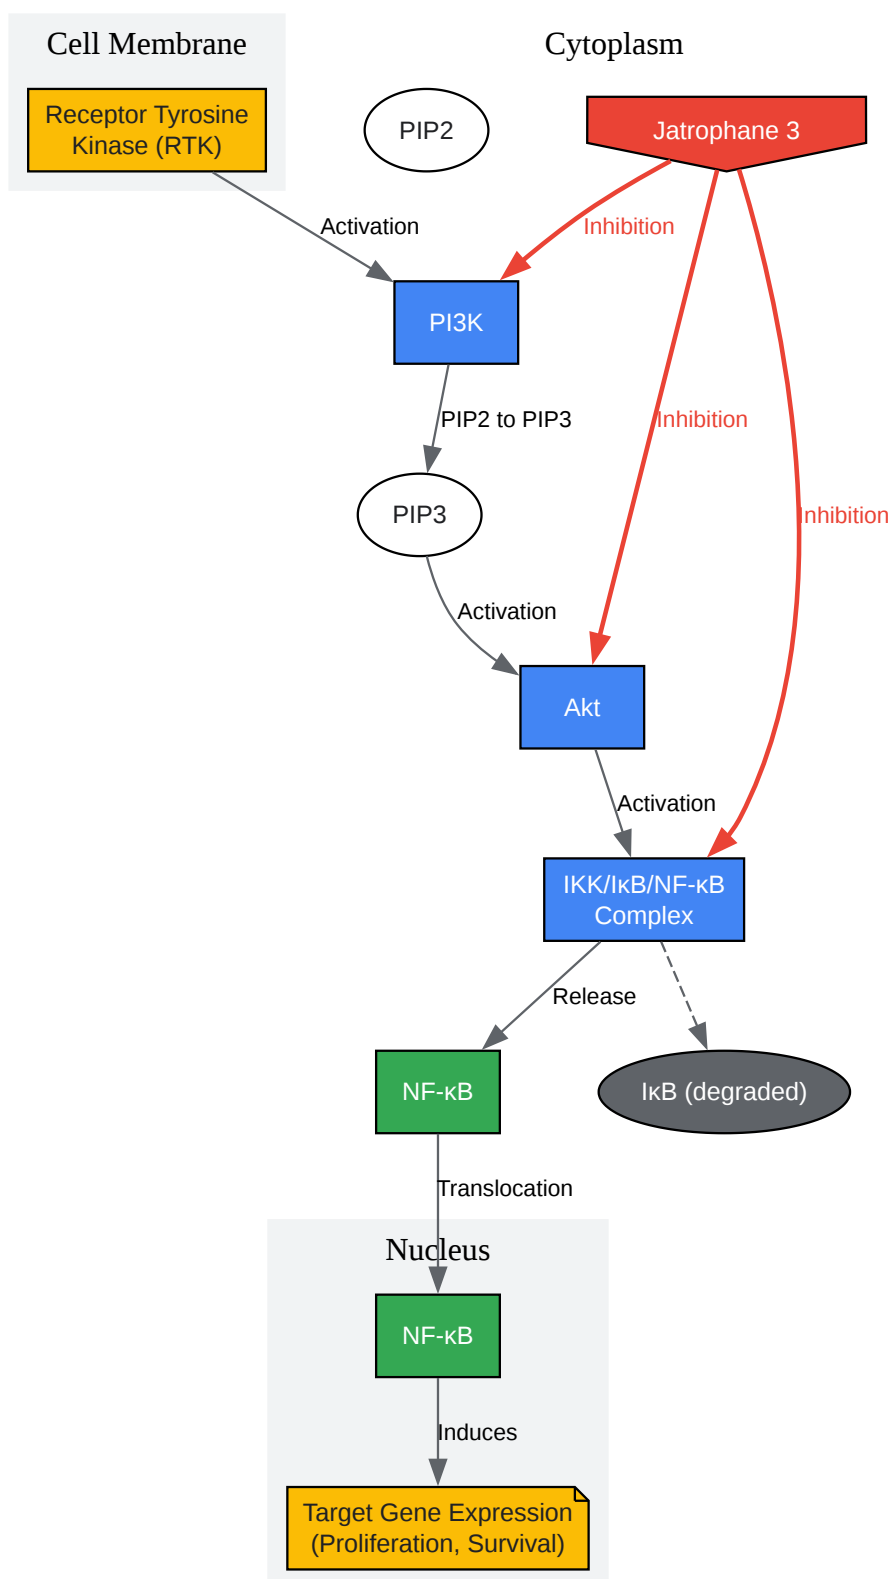 Cell Membrane
Cytoplasm
Receptor Tyrosine
Kinase (RTK)
PIP2
Jatrophane 3
Activation
Inhibition
PI3K
PIP2 to PIP3
Inhibition
PIP3
Inhibition
Activation
Akt
Activation
IKK/IκB/NF-κB
Complex
Release
NF-κB
IκB (degraded)
Translocation
Nucleus
NF-κB
Induces
Target Gene Expression
(Proliferation, Survival)